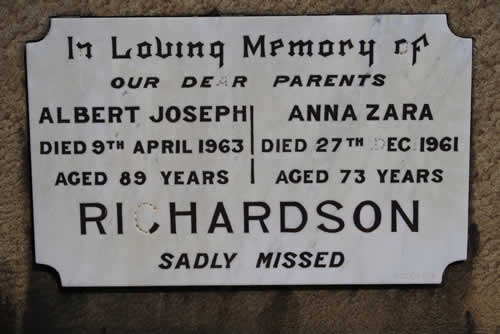 In Loving Memory of
OUR DEAR PARENTS
ALBERT JOSEPH ANNA ZARA
DIED 9TH APRIL 1963 DIED 27TH DEC 1961
AGED 89 YEARS AGED 73 YEARS
RICHARDSON
SADLY MISSED